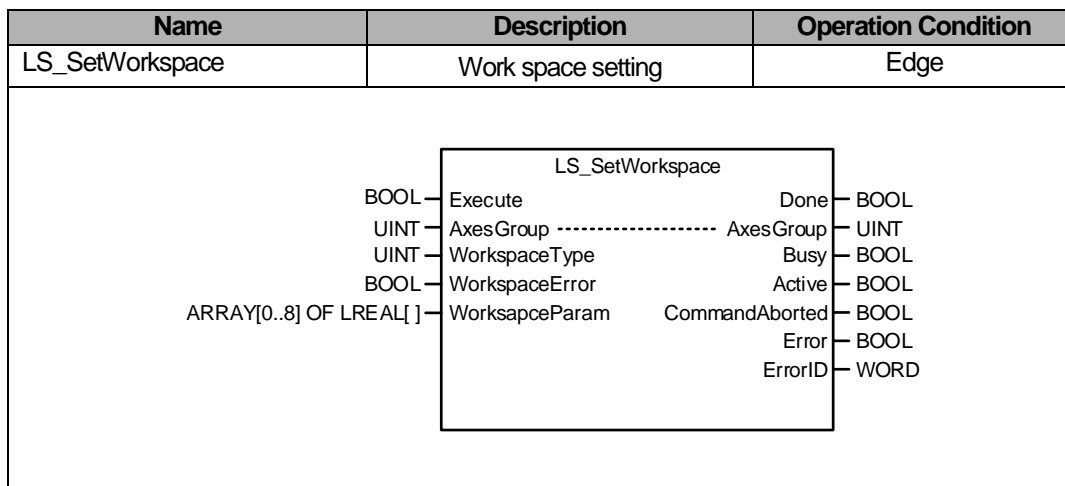 Name Description Operation Condition
LS_SetWorkspace Work space setting Edge
LS_SetWorkspace
BOOL Execute Done BOOL
UINT AxesGroup AxesGroup UINT
UINT WorkspaceType Busy BOOL
BOOL WorkspaceError Active BOOL
ARRAY[0..8] OF LREAL[ ] WorksapceParam CommandAborted BOOL
Error BOOL
ErrorID WORD